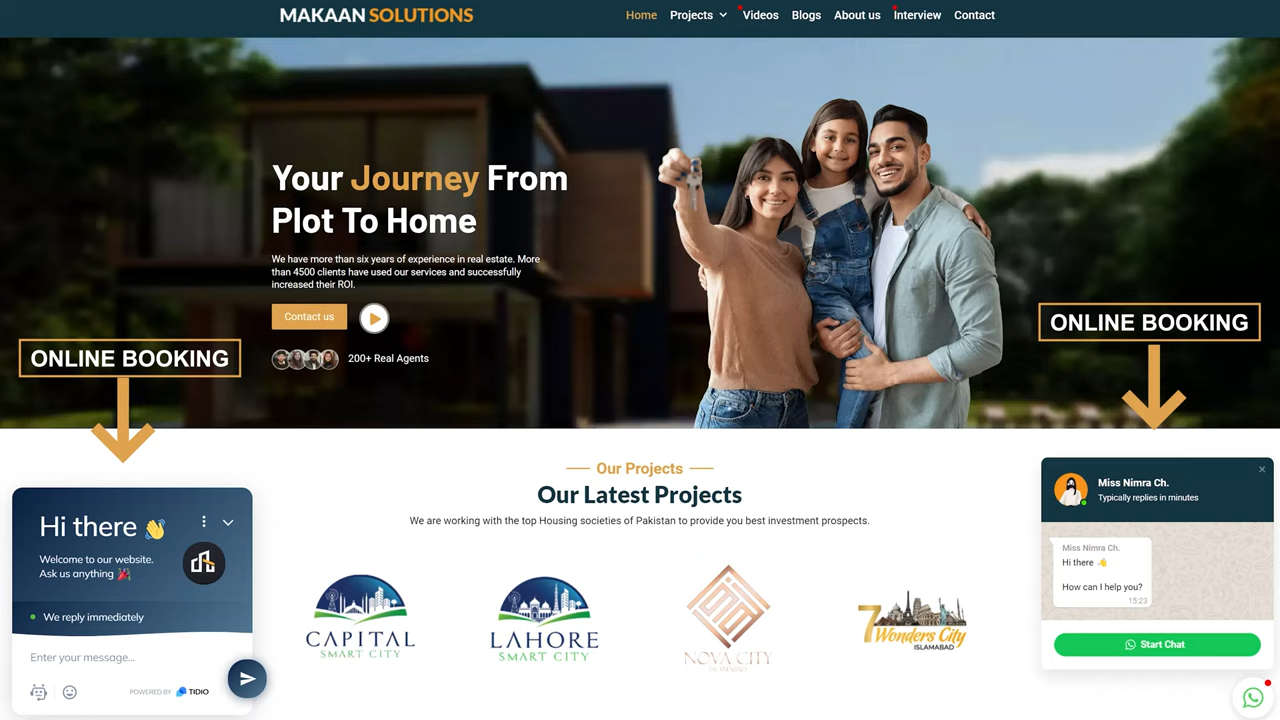 MAKAAN SOLUTIONS
Home Projects Videos Blogs About us Interview Contact
Your Journey From
Plot To Home
We have more than six years of experience in real estate. More
than 4500 clients have used our services and successfully
increased their ROI.
Contact us
200+ Real Agents
ONLINE BOOKING
ONLINE BOOKING
Our Projects
Our Latest Projects
We are working with the top Housing societies of Pakistan to provide you best investment prospects.
CAPITAL
SMART CITY
LAHORE
SMART CITY
NOVA CITY
ISLAMABAD
7 Wonders City
ISLAMABAD
Hi there 👋
Welcome to our website.
Ask us anything 🎉
We reply immediately
Enter your message...
POWERED BY TIDIO
Miss Nimra Ch.
Typically replies in minutes
Miss Nimra Ch.
Hi there 👋
How can I help you?
15:23
Start Chat